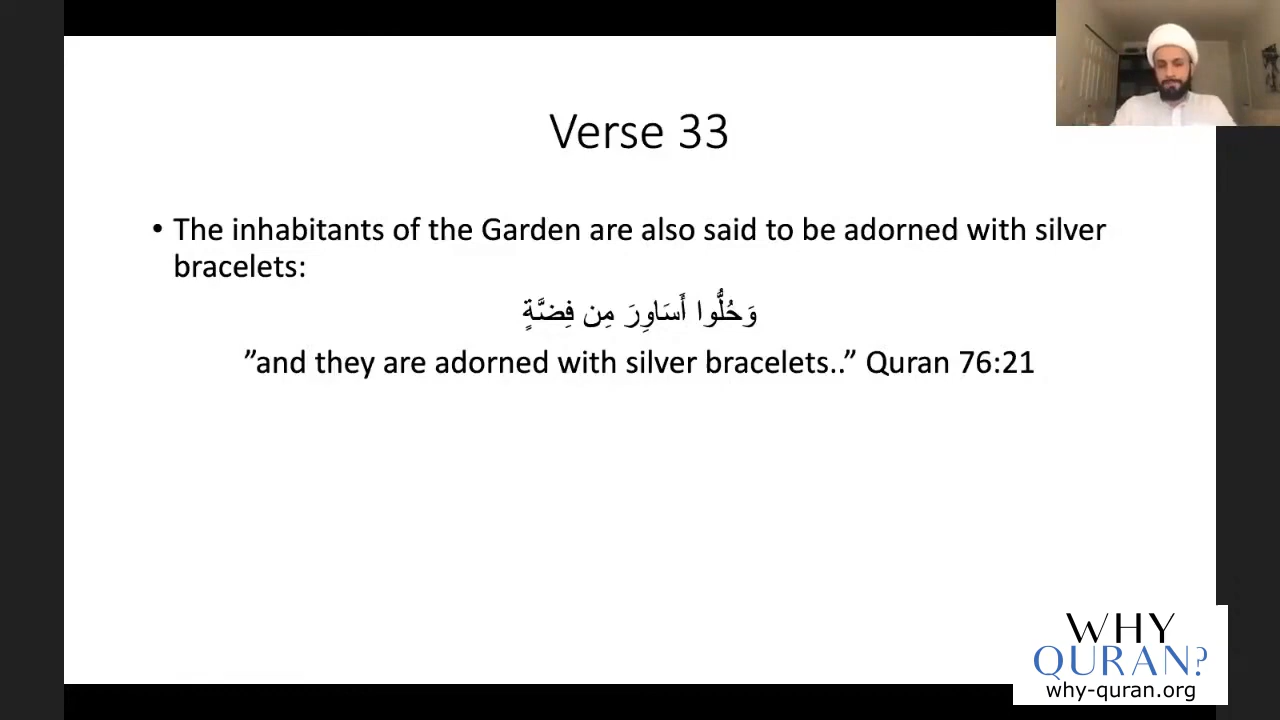 Verse 33
• The inhabitants of the Garden are also said to be adorned with silver
bracelets:
وَحُلُّوا أَسَاوِرَ مِن فِضَّةٍ
”and they are adorned with silver bracelets..” Quran 76:21
WHY
QURAN?
why-quran.org